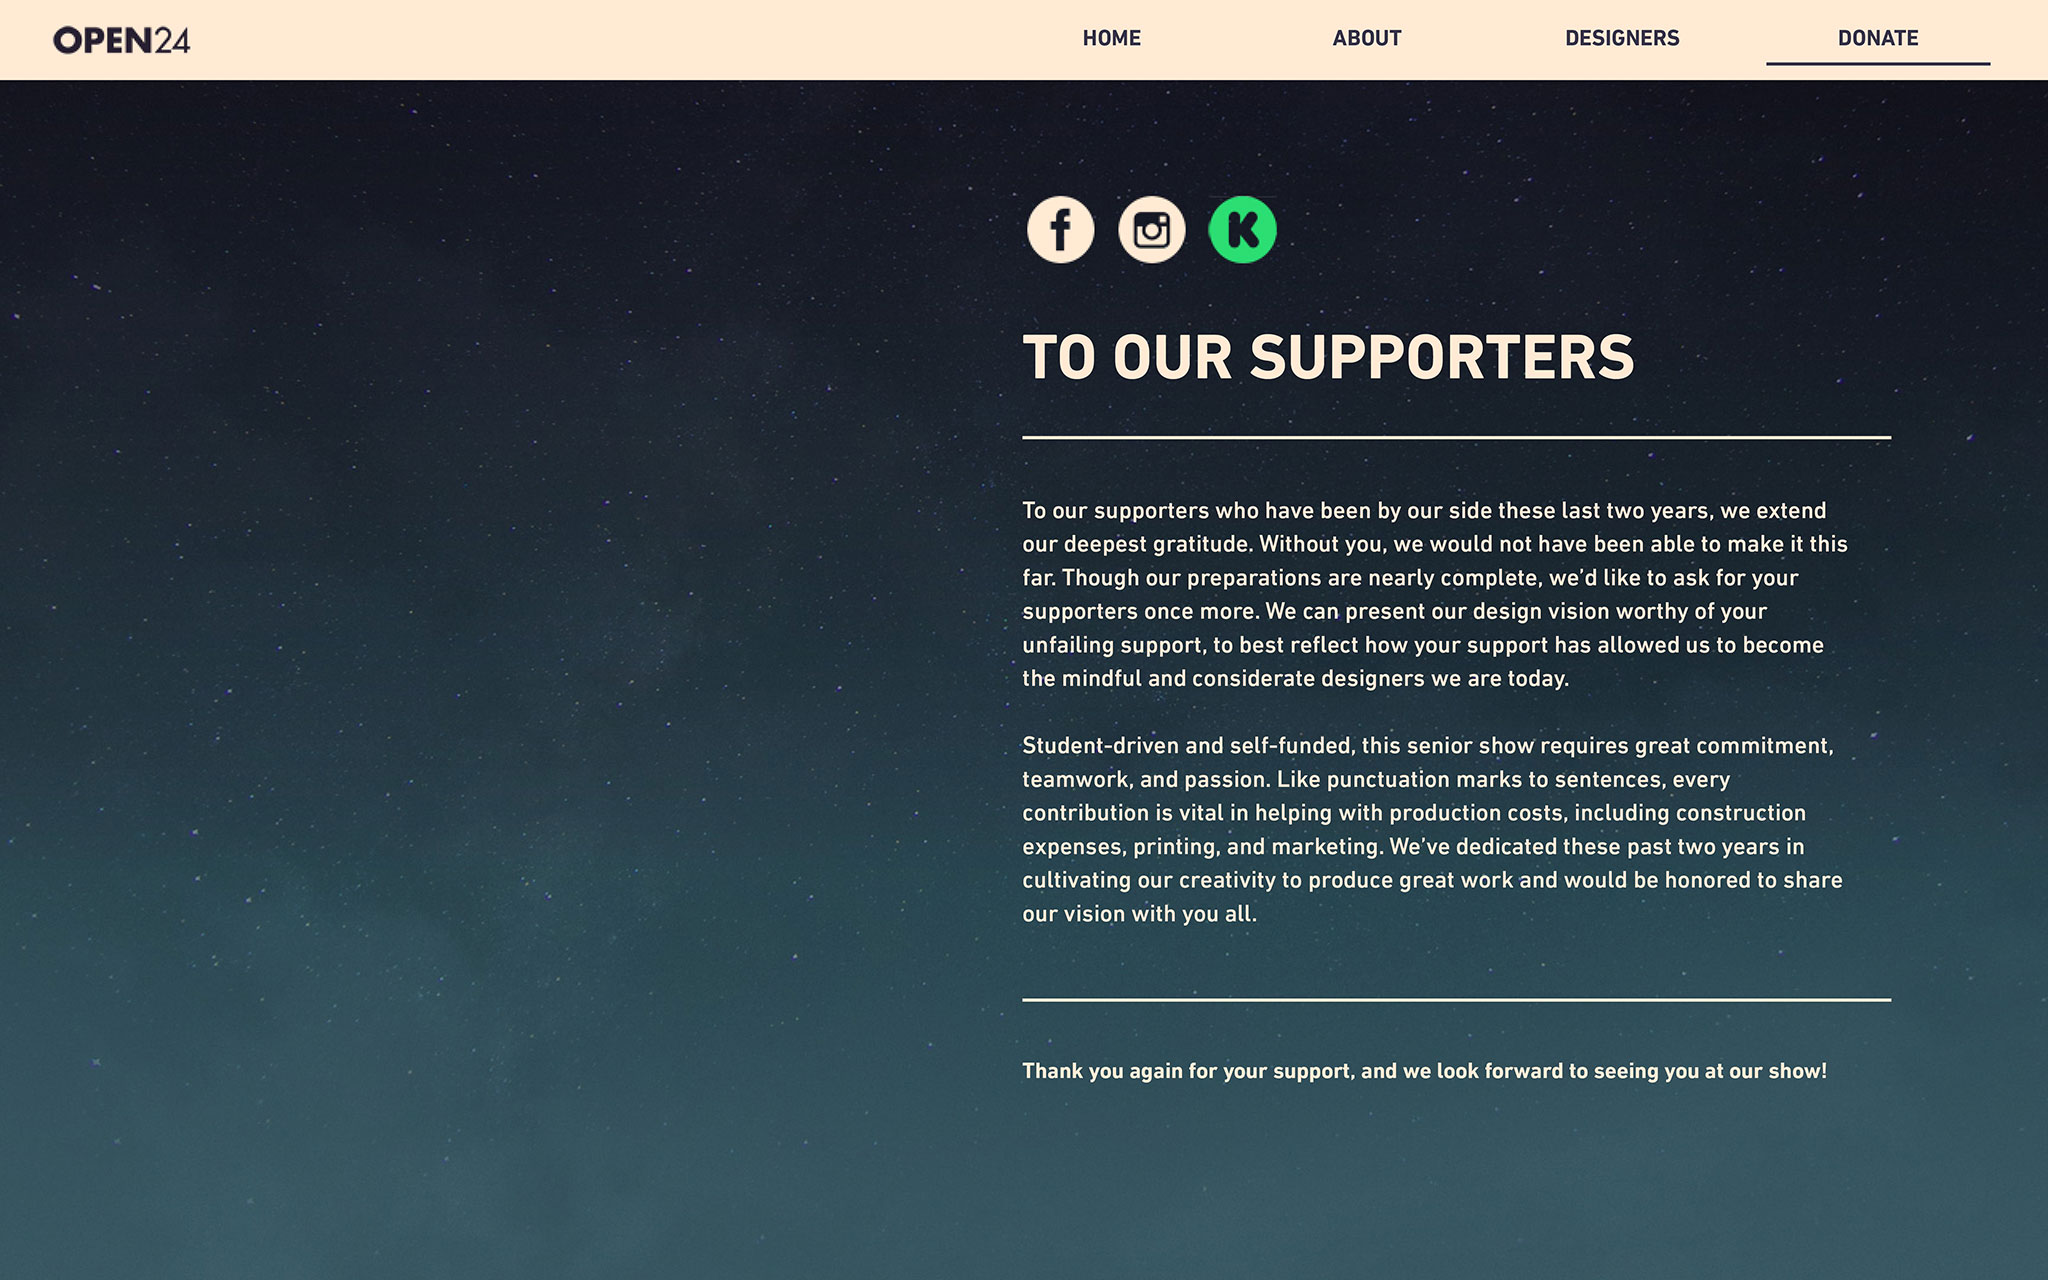 OPEN24
HOME
ABOUT
DESIGNERS
DONATE
TO OUR SUPPORTERS
To our supporters who have been by our side these last two years, we extend
our deepest gratitude. Without you, we would not have been able to make it this
far. Though our preparations are nearly complete, we’d like to ask for your
supporters once more. We can present our design vision worthy of your
unfailing support, to best reflect how your support has allowed us to become
the mindful and considerate designers we are today.
Student-driven and self-funded, this senior show requires great commitment,
teamwork, and passion. Like punctuation marks to sentences, every
contribution is vital in helping with production costs, including construction
expenses, printing, and marketing. We’ve dedicated these past two years in
cultivating our creativity to produce great work and would be honored to share
our vision with you all.
Thank you again for your support, and we look forward to seeing you at our show!